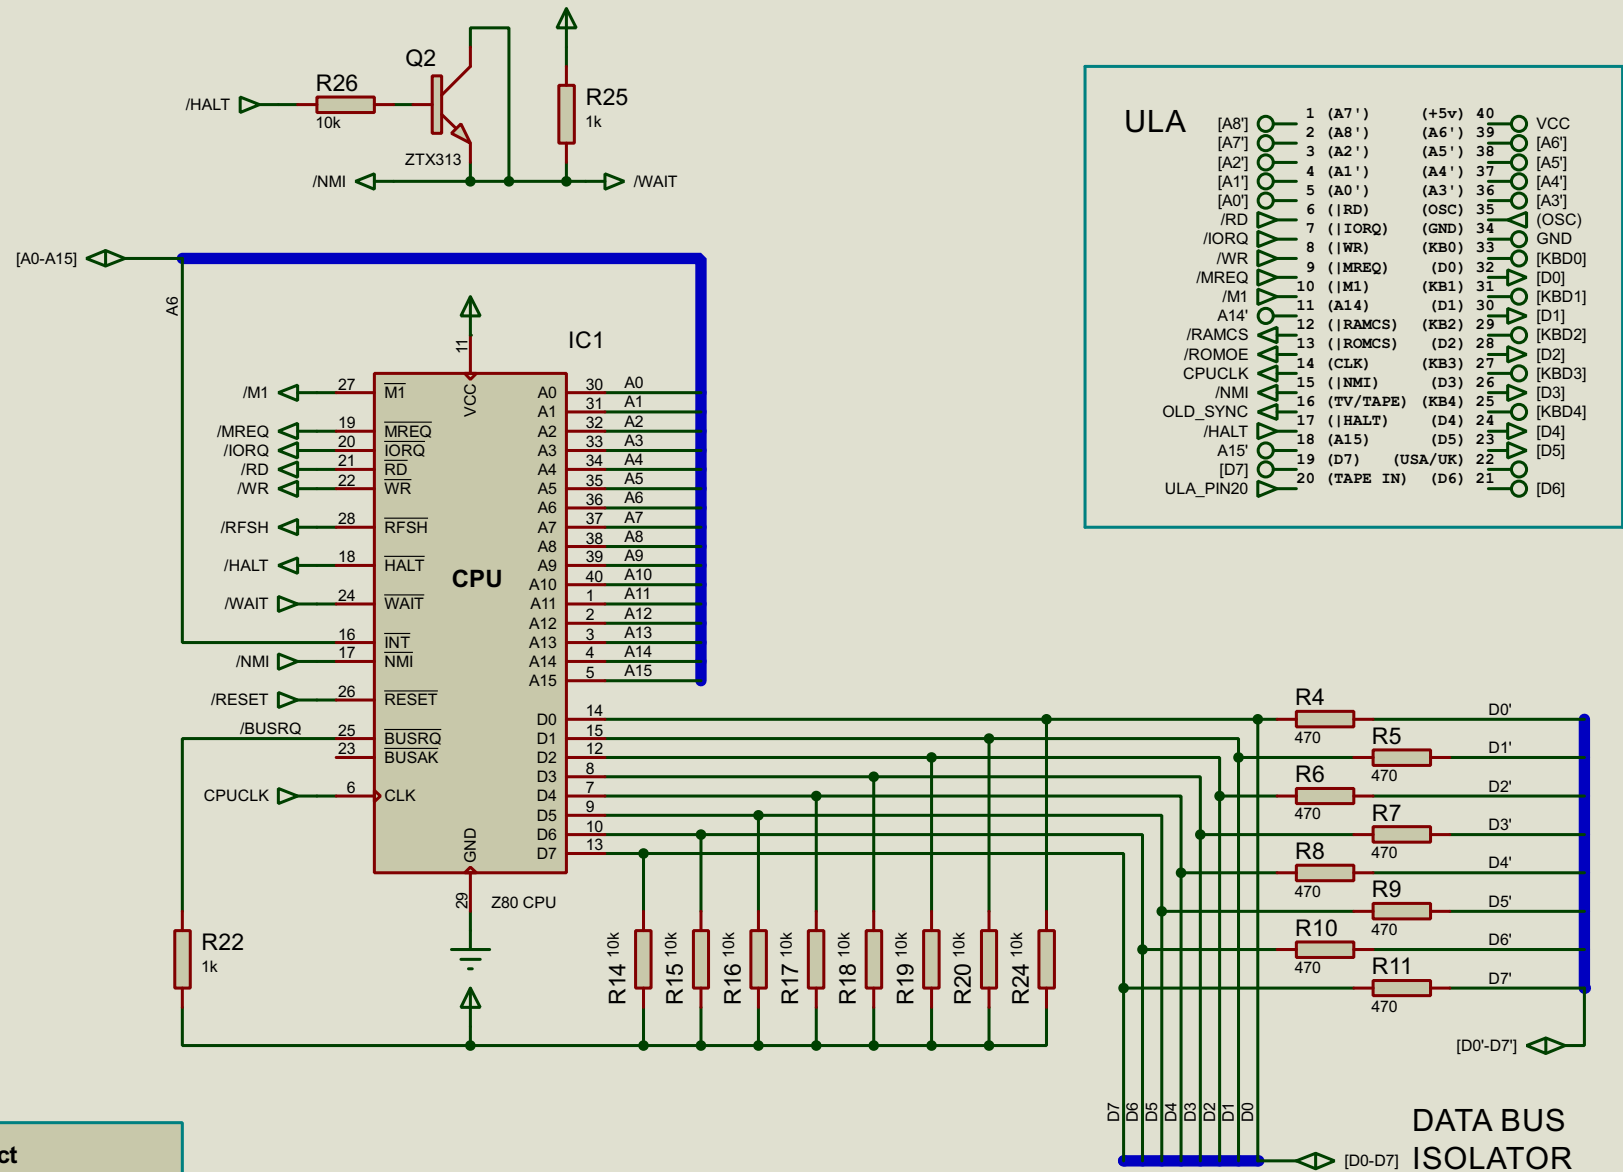 Q2
R26
/HALT
10k
ZTX313
R25
1k
/NMI
/WAIT
[A0-A15]
A6
IC1
11
VCC
/M1 27 M1
/MREQ 19 MREQ
/IORQ 20 IORQ
/RD 21 RD
/WR 22 WR
/RFSH 28 RFSH
/HALT 18 HALT
/WAIT 24 WAIT
16 INT
/NMI 17 NMI
/RESET 26 RESET
/BUSRQ 25 BUSRQ
23 BUSAK
CPUCLK 6 CLK
CPU
A0 30 A0
A1 31 A1
A2 32 A2
A3 33 A3
A4 34 A4
A5 35 A5
A6 36 A6
A7 37 A7
A8 38 A8
A9 39 A9
A10 40 A10
A11 1 A11
A12 2 A12
A13 3 A13
A14 4 A14
A15 5 A15
D0 14
D1 15
D2 12
D3 8
D4 7
D5 9
D6 10
D7 13
GND
29
Z80 CPU
R22
1k
R14 10k
R15 10k
R16 10k
R17 10k
R18 10k
R19 10k
R20 10k
R24 10k
ULA
[A8'] 1 (A7') (+5v) 40 VCC
[A7'] 2 (A8') (A6') 39 [A6']
[A2'] 3 (A2') (A5') 38 [A5']
[A1'] 4 (A1') (A4') 37 [A4']
[A0'] 5 (A0') (A3') 36 [A3']
/RD 6 (|RD) (OSC) 35 (OSC)
/IORQ 7 (|IORQ) (GND) 34 GND
/WR 8 (|WR) (KB0) 33 [KBD0]
/MREQ 9 (|MREQ) (D0) 32 [D0]
/M1 10 (|M1) (KB1) 31 [KBD1]
A14' 11 (A14) (D1) 30 [D1]
/RAMCS 12 (|RAMCS) (KB2) 29 [KBD2]
/ROMOE 13 (|ROMCS) (D2) 28 [D2]
CPUCLK 14 (CLK) (KB3) 27 [KBD3]
/NMI 15 (|NMI) (D3) 26 [D3]
OLD_SYNC 16 (TV/TAPE) (KB4) 25 [KBD4]
/HALT 17 (|HALT) (D4) 24 [D4]
A15' 18 (A15) (D5) 23 [D5]
[D7] 19 (D7) (USA/UK) 22
ULA_PIN20 20 (TAPE IN) (D6) 21 [D6]
R4 470 D0'
R5 470 D1'
R6 470 D2'
R7 470 D3'
R8 470 D4'
R9 470 D5'
R10 470 D6'
R11 470 D7'
[D0'-D7']
D7 D6 D5 D4 D3 D2 D1 D0
[D0-D7]
DATA BUS
ISOLATOR
ct